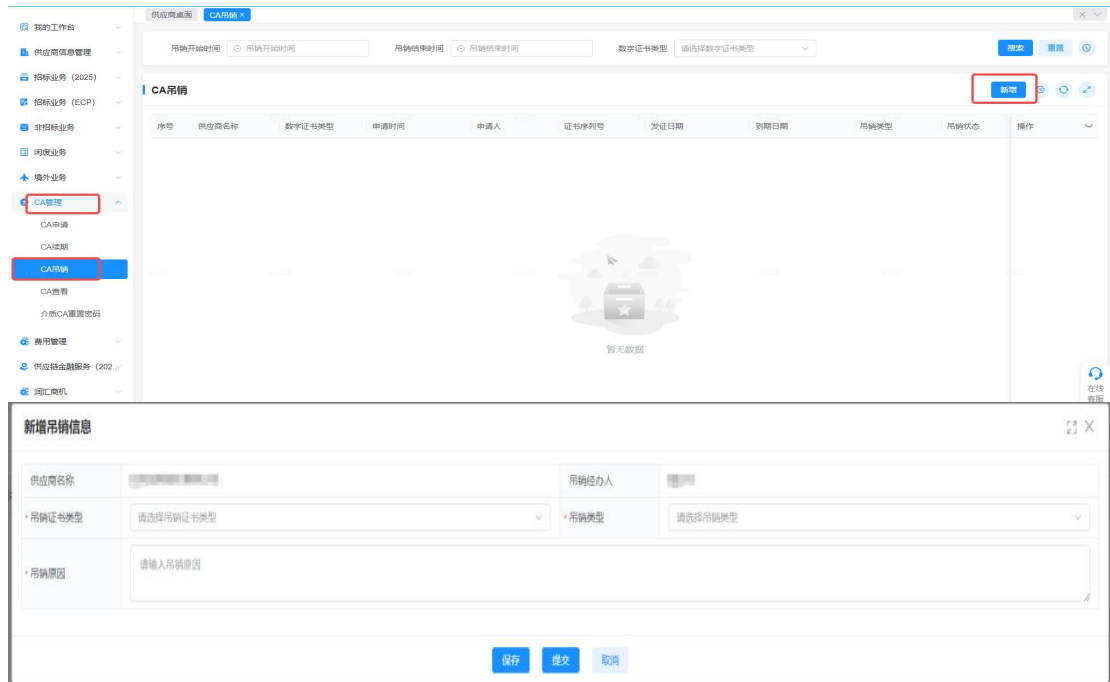 供应商桌面 CA吊销 ×
我的工作台
供应商信息管理
招标业务 (2025)
招标业务 (ECP)
非招标业务
闲废业务
境外业务
CA管理
CA申请
CA续期
CA吊销
CA查看
介质CA重置密码
费用管理
供应链金融服务 (202...
润汇商机
吊销开始时间 吊销开始时间 吊销结束时间 吊销结束时间 数字证书类型 请选择数字证书类型 搜索 重置
CA吊销 新增
序号 供应商名称 数字证书类型 申请时间 申请人 证书序列号 发证日期 到期日期 吊销类型 吊销状态 操作
暂无数据
在线
客服
新增吊销信息
供应商名称 吊销经办人
* 吊销证书类型 请选择吊销证书类型 * 吊销类型 请选择吊销类型
* 吊销原因 请输入吊销原因
保存 提交 取消